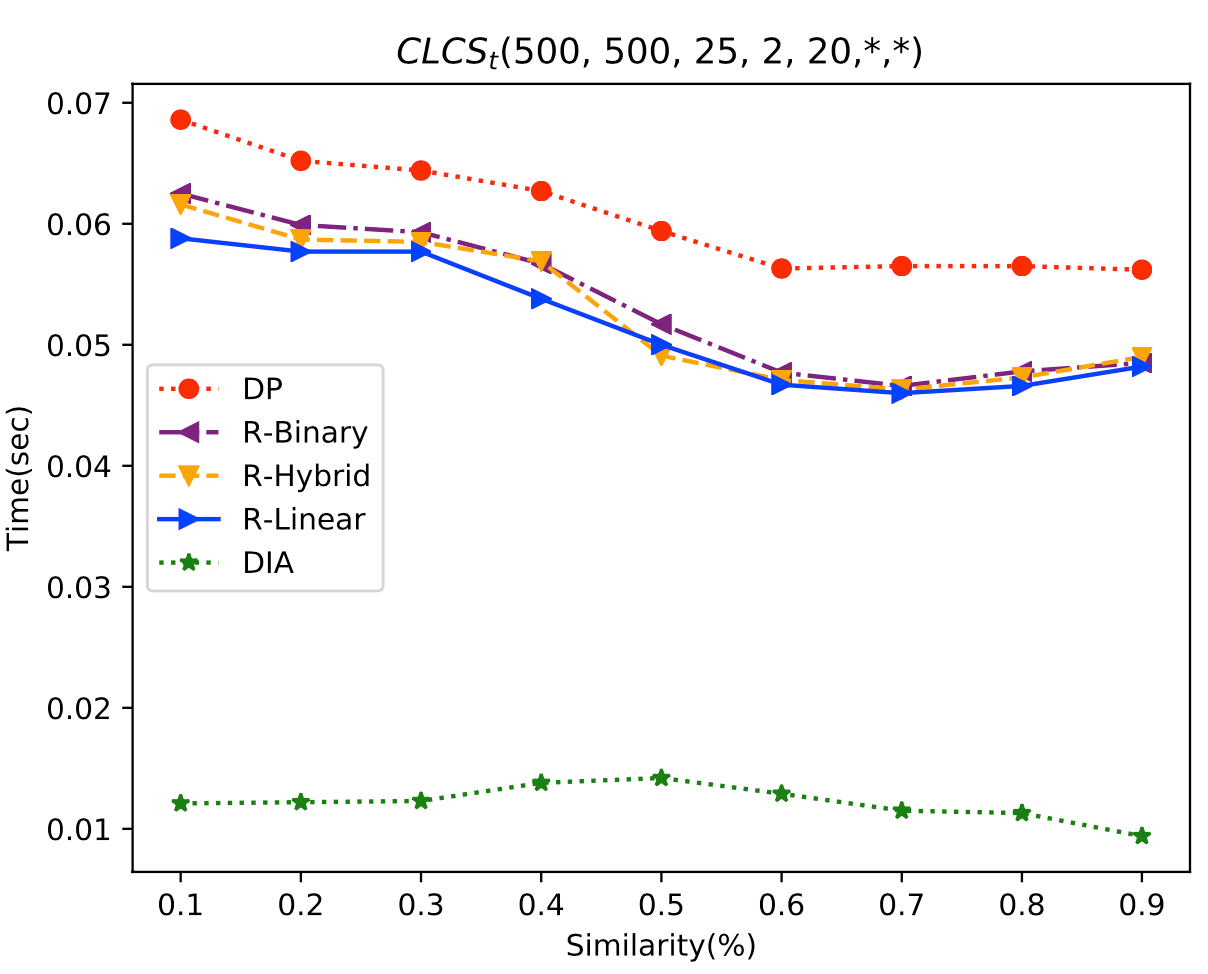 CLCSt(500, 500, 25, 2, 20,*,*)
0.07
0.06
0.05
0.04
0.03
0.02
0.01
Time(sec)
DP
R-Binary
R-Hybrid
R-Linear
DIA
0.1 0.2 0.3 0.4 0.5 0.6 0.7 0.8 0.9
Similarity(%)